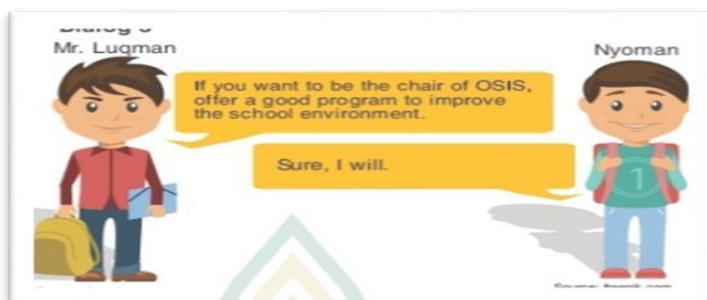 Mr. Luqman
Nyoman
If you want to be the chair of OSIS,
offer a good program to improve
the school environment.
Sure, I will.
1